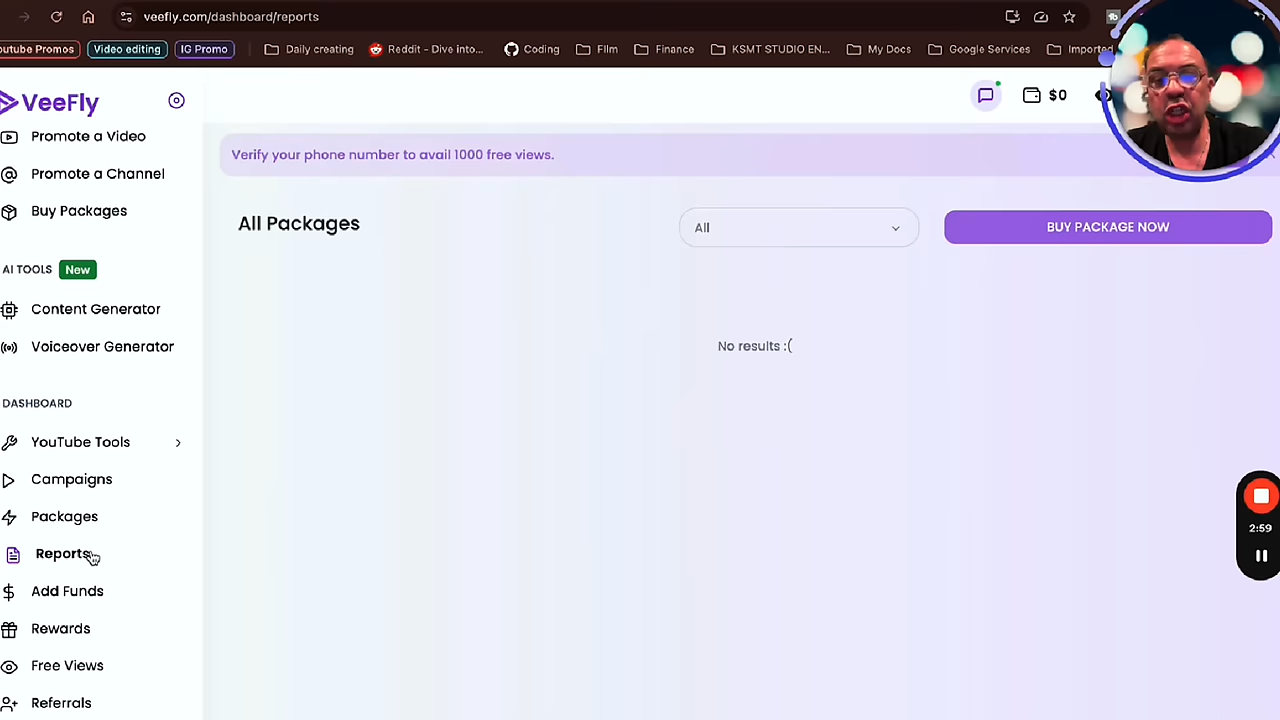 veefly.com/dashboard/reports
outube Promos
Video editing
IG Promo
Daily creating
Reddit - Dive into...
Coding
FIlm
Finance
KSMT STUDIO EN...
My Docs
Google Services
Imported
VeeFly
$0
Promote a Video
Verify your phone number to avail 1000 free views.
Promote a Channel
Buy Packages
All Packages
All
BUY PACKAGE NOW
AI TOOLS New
Content Generator
Voiceover Generator
No results :(
DASHBOARD
YouTube Tools
Campaigns
Packages
Reports
2:59
Add Funds
Rewards
Free Views
Referrals